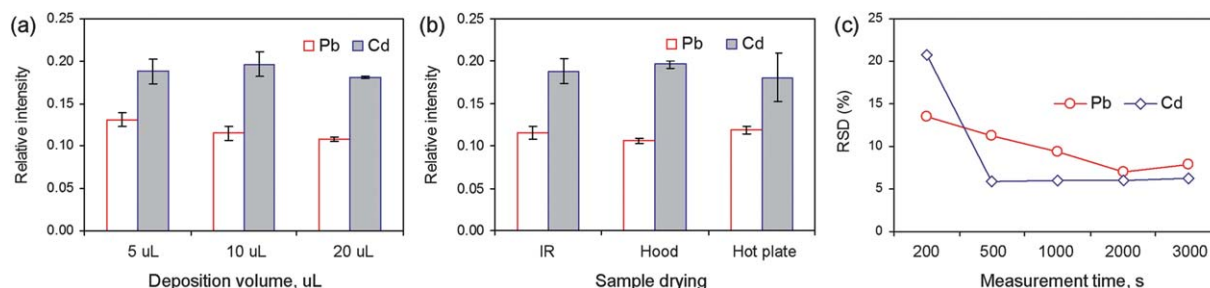 (a)
0.25
0.20
0.15
0.10
0.05
0.00
Relative intensity
Pb Cd
5 uL 10 uL 20 uL
Deposition volume, uL
(b)
0.25
0.20
0.15
0.10
0.05
0.00
Relative intensity
Pb Cd
IR Hood Hot plate
Sample drying
(c)
25
20
15
10
5
0
RSD (%)
Pb Cd
200 500 1000 2000 3000
Measurement time, s